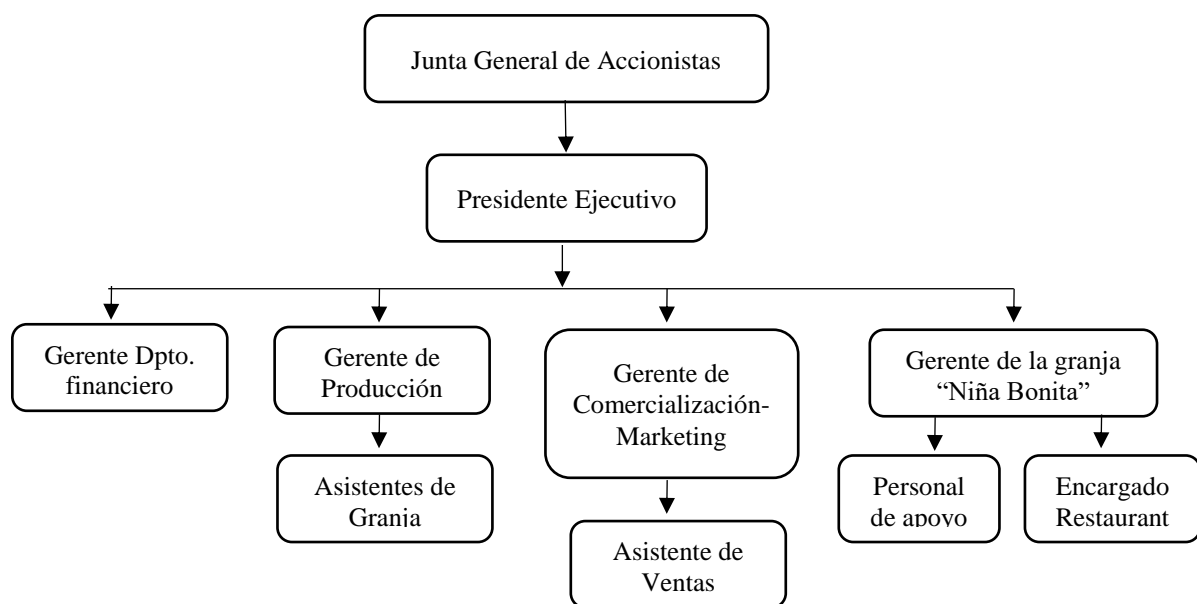 Junta General de Accionistas
Presidente Ejecutivo
Gerente Dpto.
financiero
Gerente de
Producción
Gerente de
Comercialización-
Marketing
Gerente de la granja
“Niña Bonita”
Asistentes de
Granja
Asistente de
Ventas
Personal
de apoyo
Encargado
Restaurant